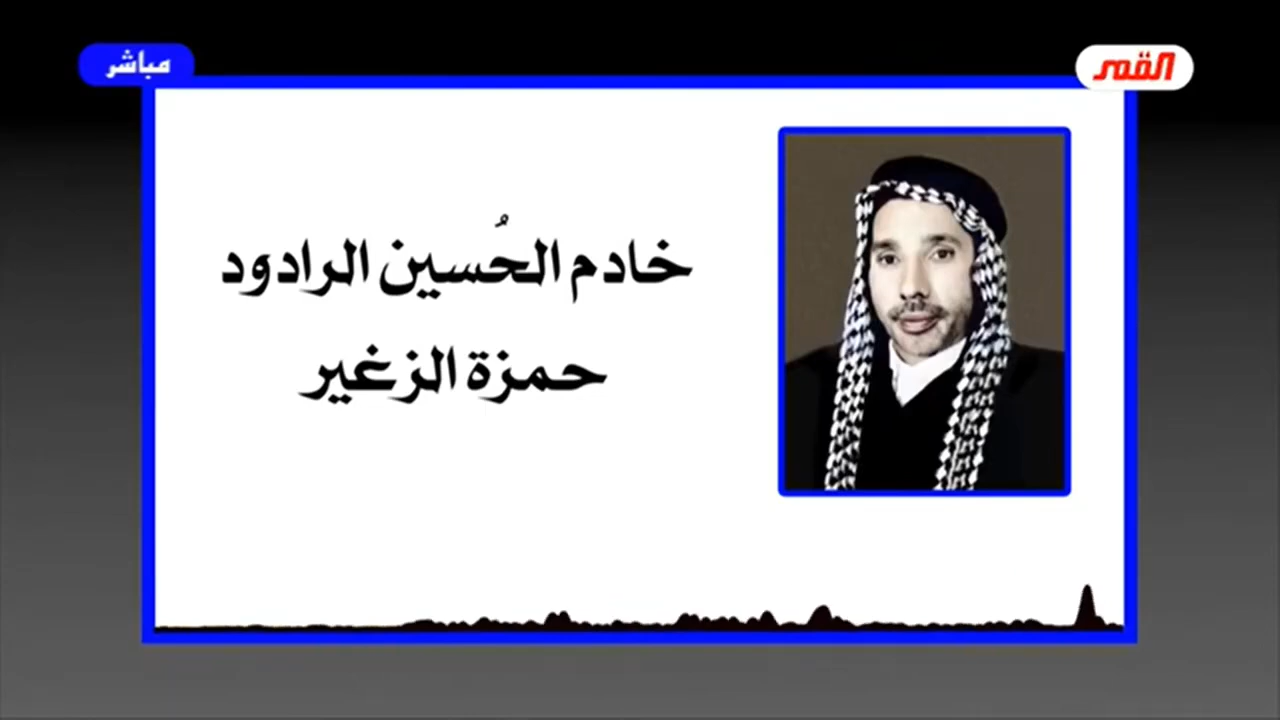 القمر
مباشر
خادم الحُسين الرادود
حمزة الزغير